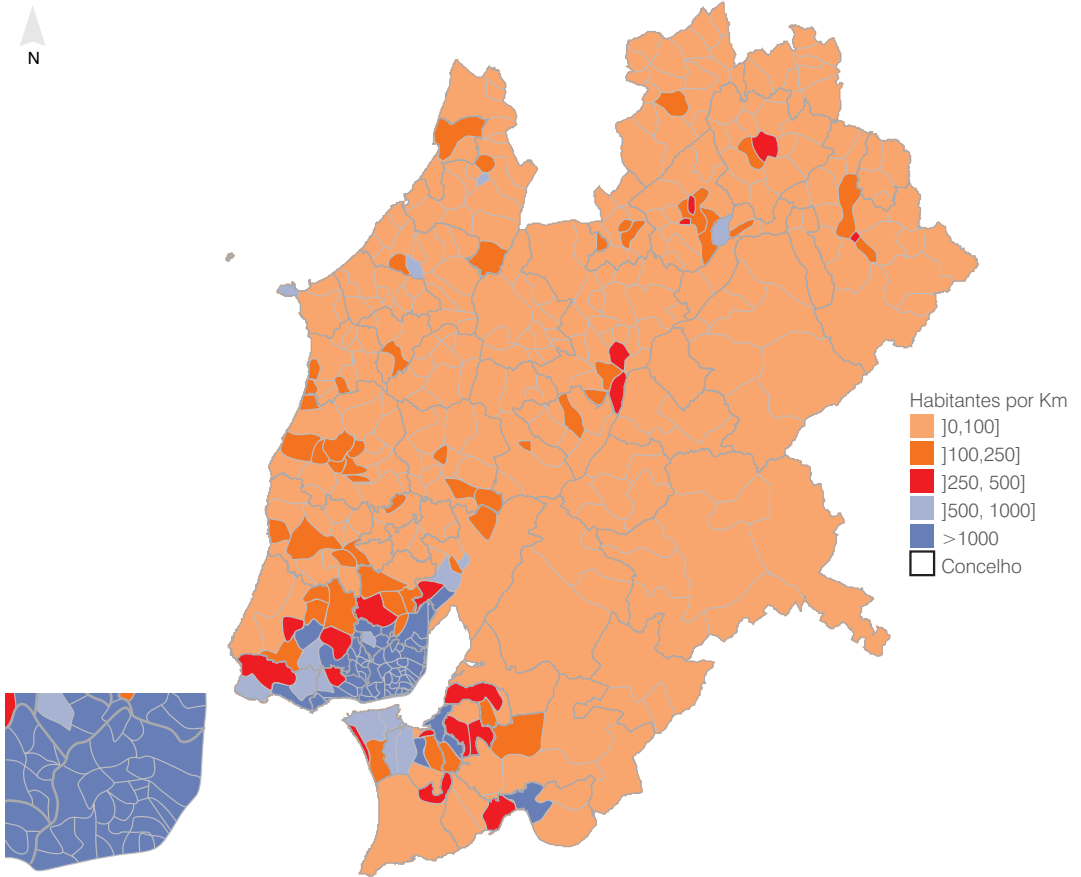 N
Habitantes por Km
]0,100]
]100,250]
]250, 500]
]500, 1000]
>1000
Concelho